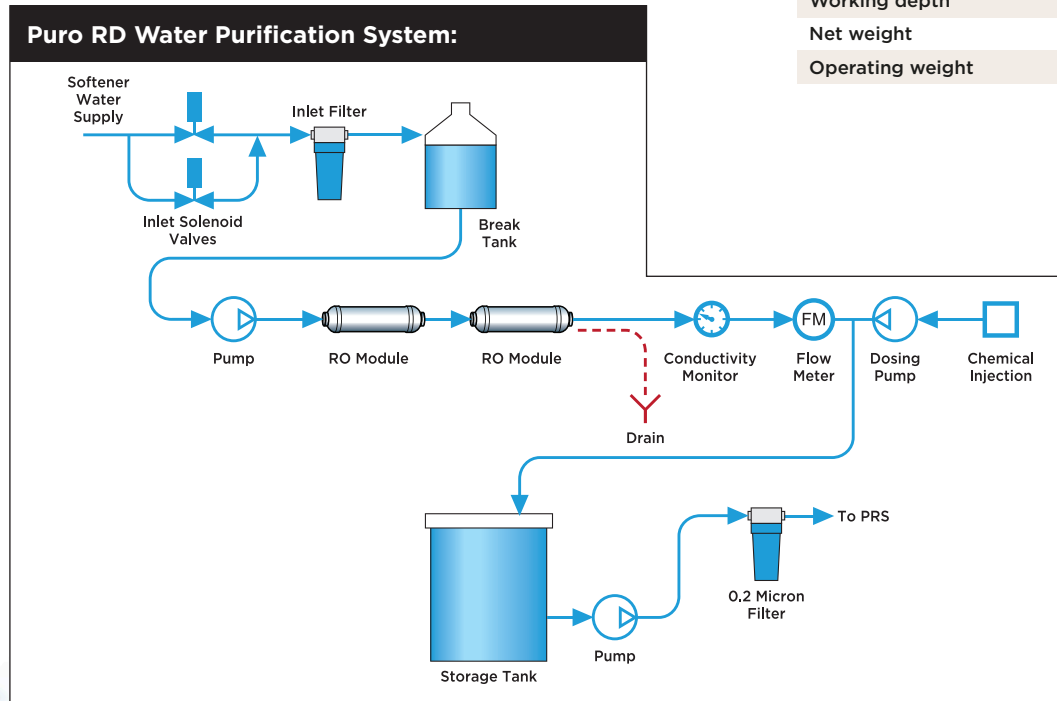 Working depth
Net weight
Operating weight
Puro RD Water Purification System:
Softener
Water
Supply
Inlet Filter
Inlet Solenoid
Valves
Break
Tank
Pump
RO Module
RO Module
Conductivity
Monitor
FM
Flow
Meter
Dosing
Pump
Chemical
Injection
Drain
To PRS
0.2 Micron
Filter
Pump
Storage Tank